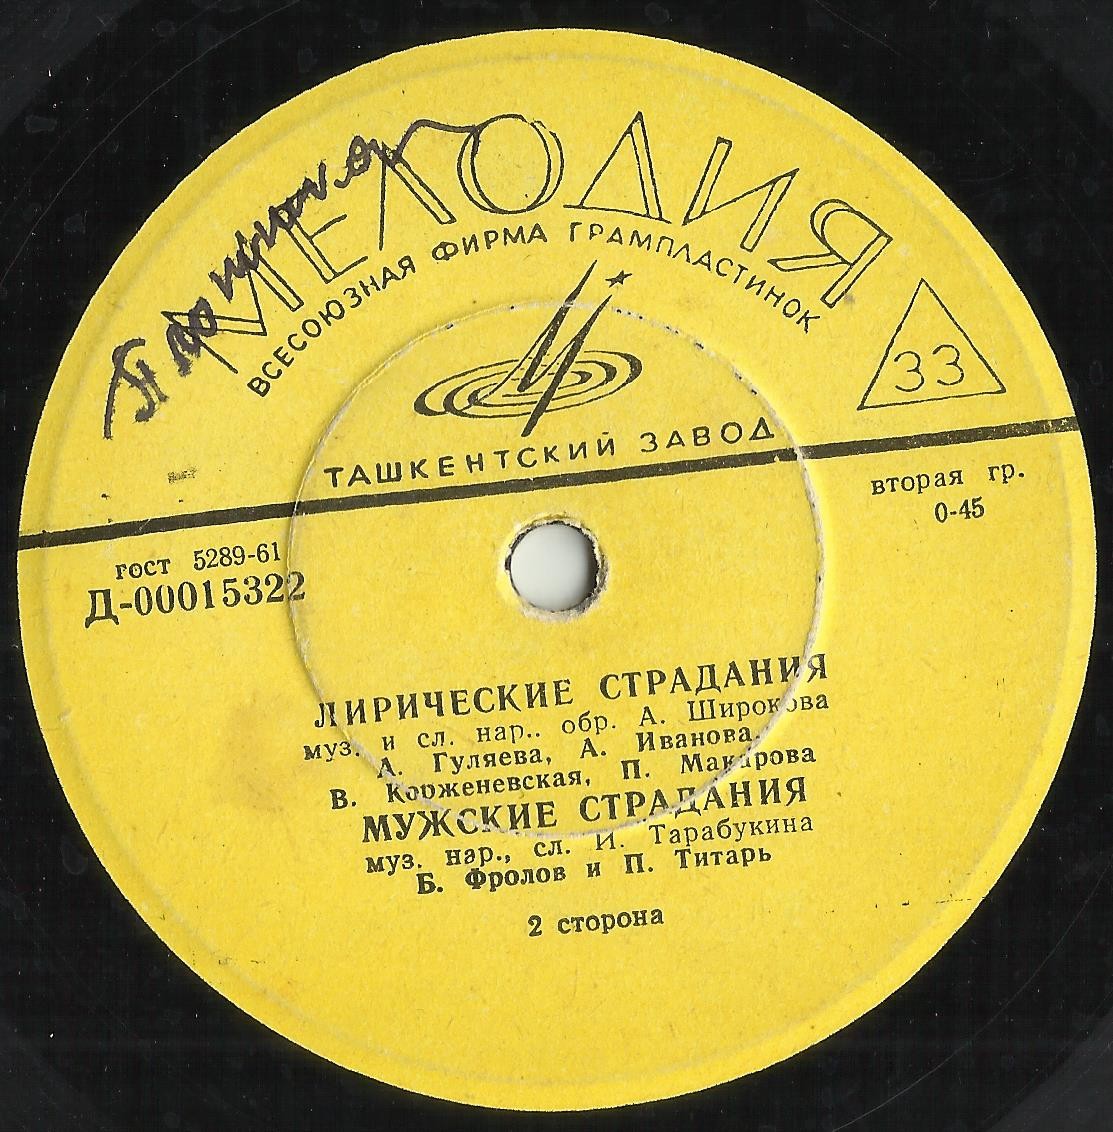 МЕЛОДИЯ
ВСЕСОЮЗНАЯ ФИРМА ГРАМПЛАСТИНОК
33
ТАШКЕНТСКИЙ ЗАВОД
вторая гр.
0-45
гост 5289-61
Д-00015322
ЛИРИЧЕСКИЕ СТРАДАНИЯ
муз. и сл. нар.. обр. А. Широкова
А. Гуляева, А. Иванова,
В. Корженевская, П. Макарова
МУЖСКИЕ СТРАДАНИЯ
муз. нар., сл. И. Тарабукина
Б. Фролов и П. Титарь
2 сторона